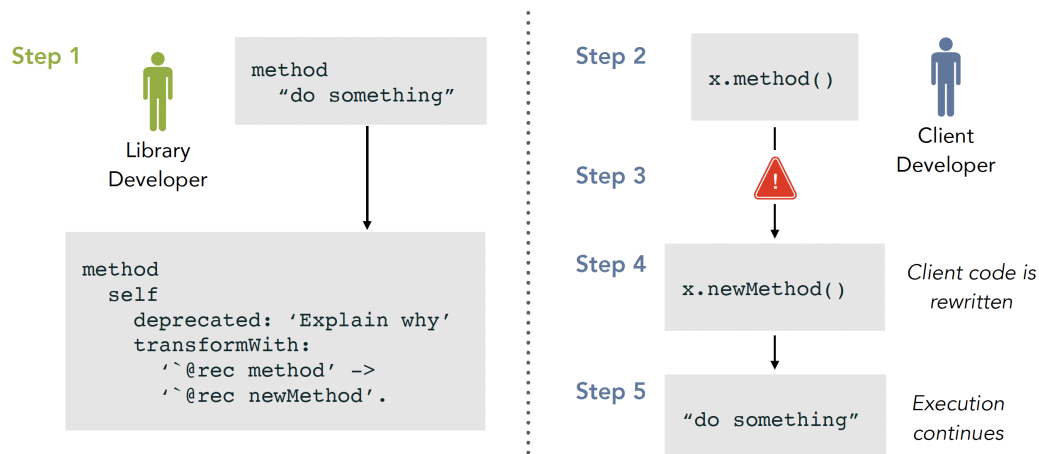 Step 1
method
“do something”
Library
Developer
method
self
deprecated: ‘Explain why’
transformWith:
‘`@rec method’ ->
‘`@rec newMethod’.
Step 2
x.method()
Client
Developer
Step 3
!
Step 4
x.newMethod()
Client code is
rewritten
Step 5
“do something”
Execution
continues